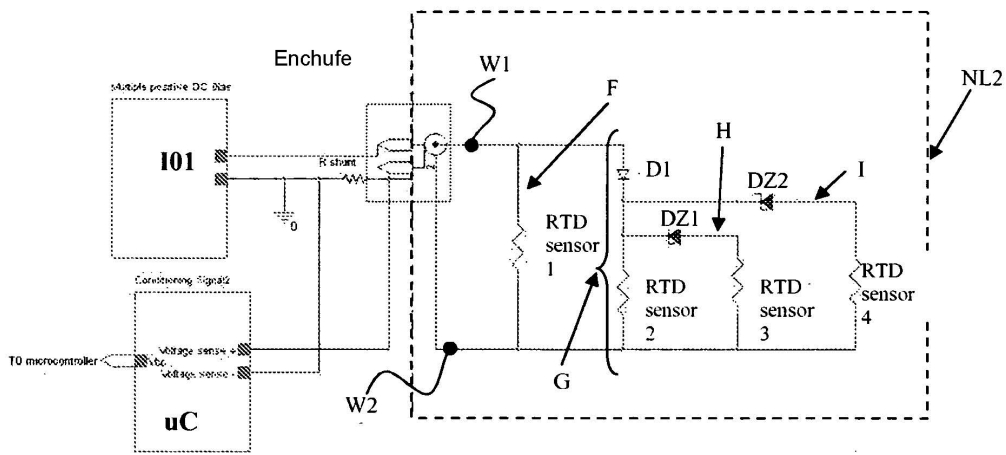 Enchufe
W1
F
NL2
Multiple positive DC Bias
I01
R shunt
0
H
D1
DZ2
I
DZ1
RTD
sensor
1
RTD
sensor
2
RTD
sensor
3
RTD
sensor
4
Conditioning Signal2
Voltage sense +
TO microcontroller
Voltage sense -
uC
W2
G